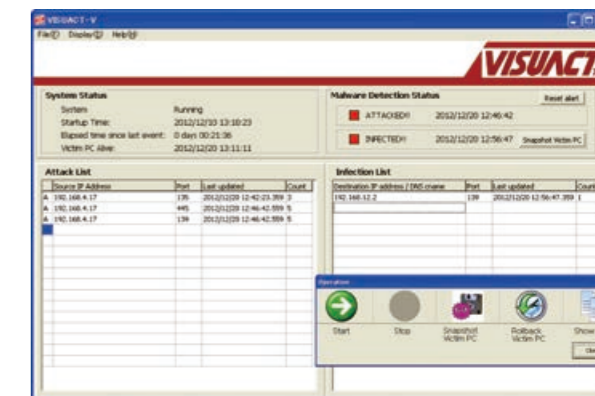 VISUACT-V
File(F) Display(D) Help(H)
VISUACT
System Status
System Running
Startup Time: 2012/12/10 13:10:23
Elapsed time since last event: 0 days 00:21:36
Victim PC Alive: 2012/12/20 13:11:11
Malware Detection Status
Reset alert
ATTACKED!! 2012/12/20 12:46:42
INFECTED!! 2012/12/20 12:56:47 Snapshot Victim PC
Attack List
Source IP Address Port Last updated Count
A 192.168.4.17 135 2012/12/20 12:42:23.359 3
A 192.168.4.17 445 2012/12/20 12:46:42.559 5
A 192.168.4.17 139 2012/12/20 12:46:42.559 5
Infection List
Destination IP address / DNS cname Port Last updated Count
192.168.12.2 139 2012/12/20 12:56:47.359 1
Operation
Start
Stop
Snapshot
Victim PC
Rollback
Victim PC
Show